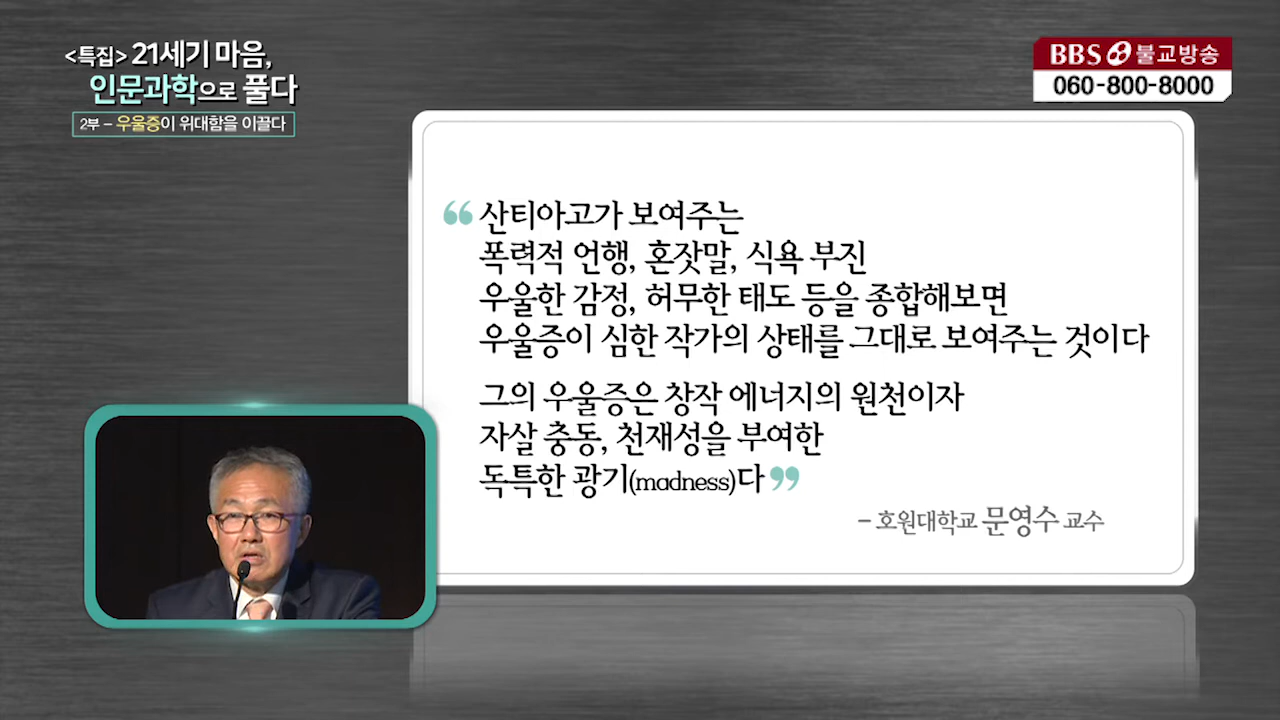 <특집> 21세기 마음,
인문과학으로 풀다
2부 - 우울증이 위대함을 이끌다
BBS 불교방송
060-800-8000
“산티아고가 보여주는
폭력적 언행, 혼잣말, 식욕 부진
우울한 감정, 허무한 태도 등을 종합해보면
우울증이 심한 작가의 상태를 그대로 보여주는 것이다
그의 우울증은 창작 에너지의 원천이자
자살 충동, 천재성을 부여한
독특한 광기(madness)다”
- 호원대학교 문영수 교수